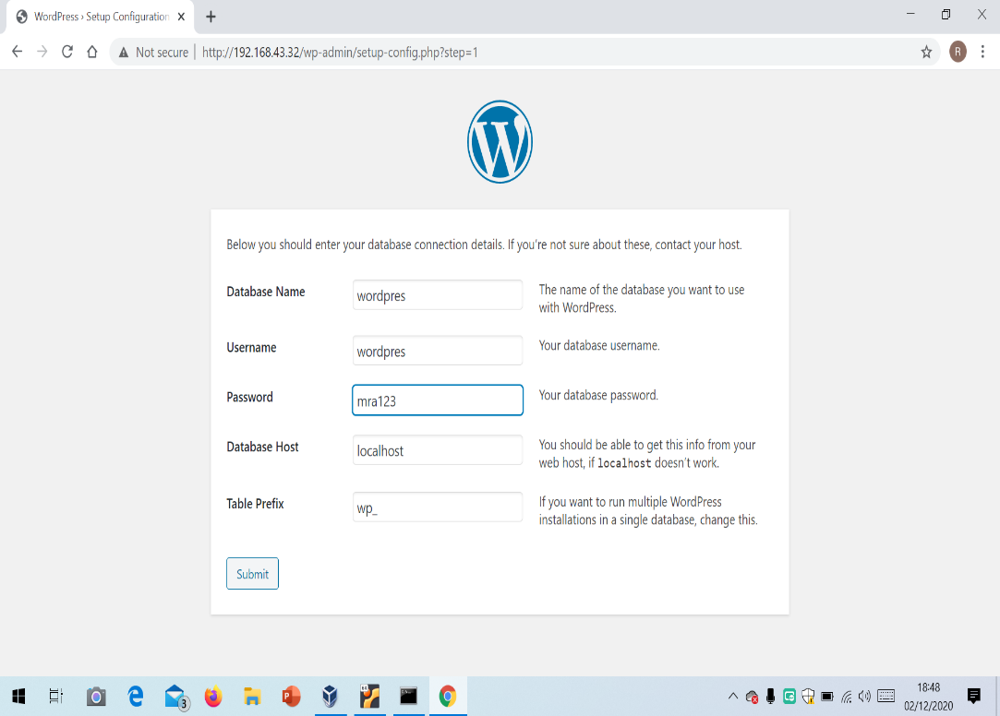 WordPress › Setup Configuration
Not secure
http://192.168.43.32/wp-admin/setup-config.php?step=1
R
Below you should enter your database connection details. If you're not sure about these, contact your host.
Database Name
wordpres
The name of the database you want to use
with WordPress.
Username
wordpres
Your database username.
Password
mra123
Your database password.
Database Host
localhost
You should be able to get this info from your
web host, if localhost doesn't work.
Table Prefix
wp_
If you want to run multiple WordPress
installations in a single database, change this.
Submit
3
18:48
02/12/2020